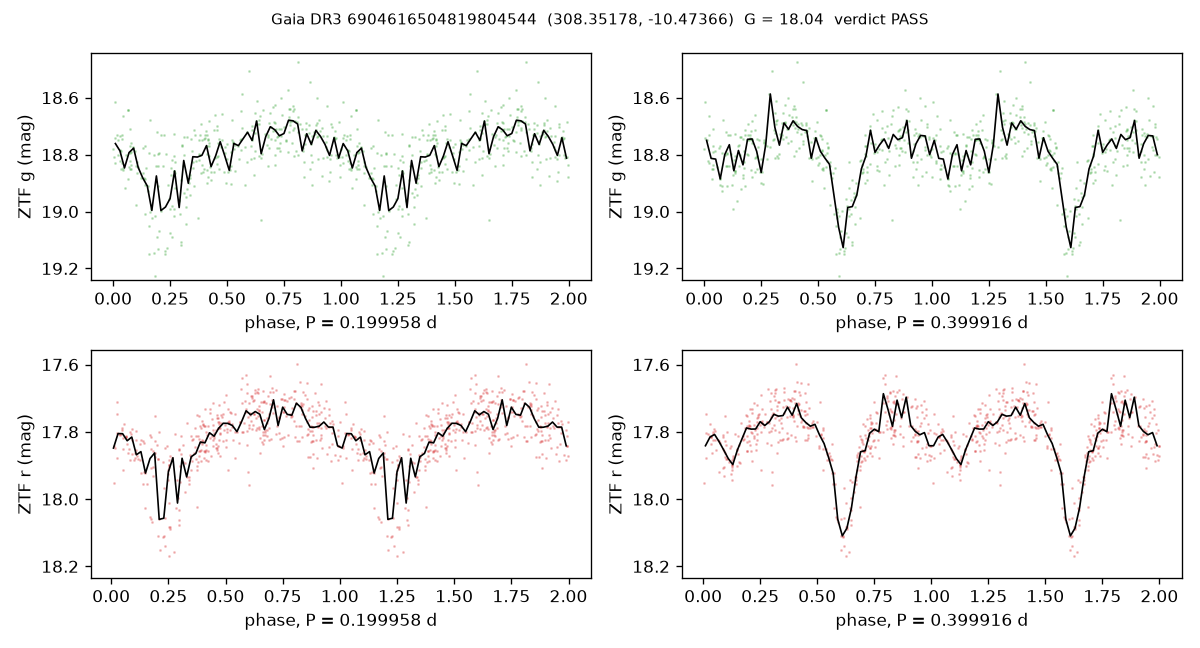 Gaia DR3 6904616504819804544  (308.35178, -10.47366)  G = 18.04  verdict PASS
ZTF g (mag)
18.6
18.8
19.0
19.2
0.00 0.25 0.50 0.75 1.00 1.25 1.50 1.75 2.00
phase, P = 0.199958 d
ZTF g (mag)
18.6
18.8
19.0
19.2
0.00 0.25 0.50 0.75 1.00 1.25 1.50 1.75 2.00
phase, P = 0.399916 d
ZTF r (mag)
17.6
17.8
18.0
18.2
0.00 0.25 0.50 0.75 1.00 1.25 1.50 1.75 2.00
phase, P = 0.199958 d
ZTF r (mag)
17.6
17.8
18.0
18.2
0.00 0.25 0.50 0.75 1.00 1.25 1.50 1.75 2.00
phase, P = 0.399916 d